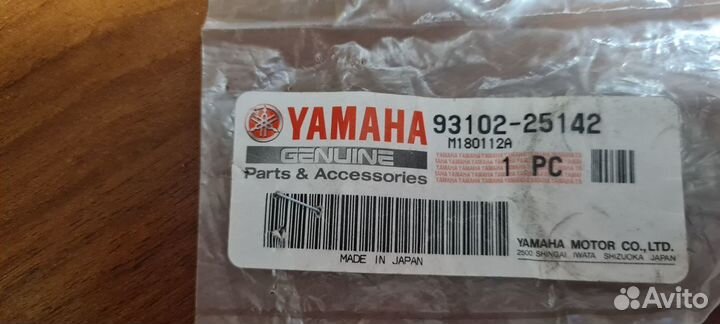 YAMAHA 93102-25142
GENUINE M180112A
Parts & Accessories 1 PC
YAMAHA MOTOR CO., LTD.
2500 SHINGAI, IWATA, SHIZUOKA, JAPAN
MADE IN JAPAN
Avito